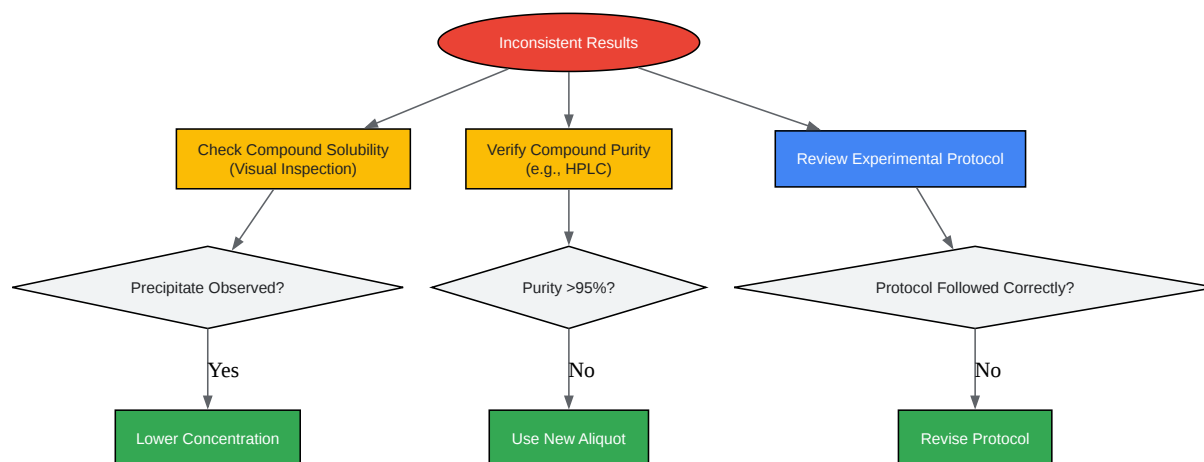 Inconsistent Results
Check Compound Solubility
(Visual Inspection)
Verify Compound Purity
(e.g., HPLC)
Review Experimental Protocol
Precipitate Observed?
Purity >95%?
Protocol Followed Correctly?
Yes
No
No
Lower Concentration
Use New Aliquot
Revise Protocol